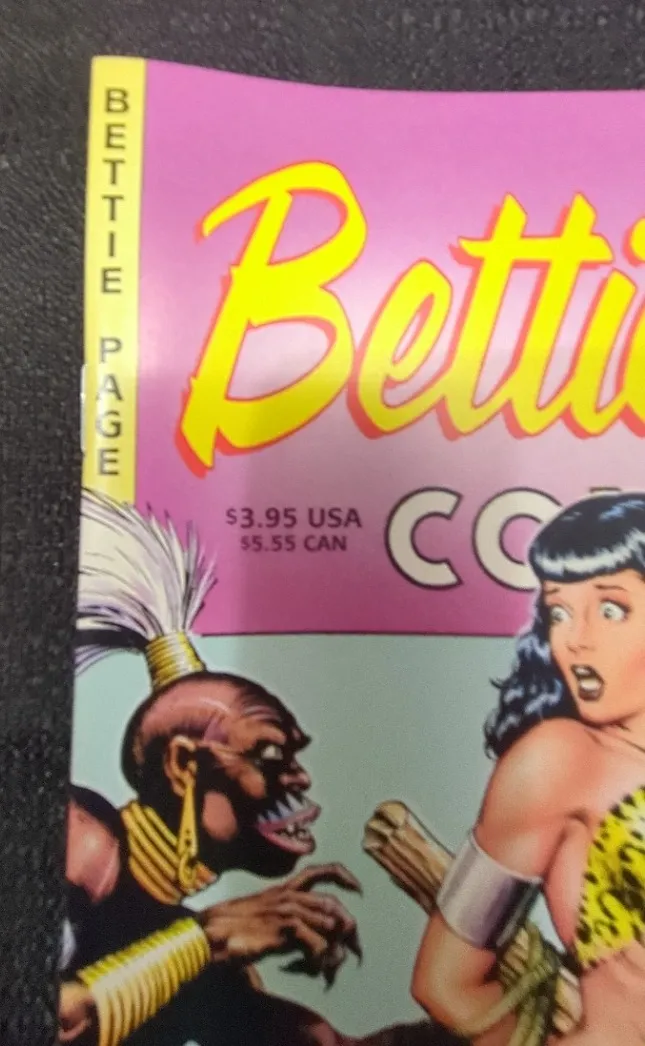 BETTIE PAGE
Betti
$3.95 USA
$5.55 CAN
CO